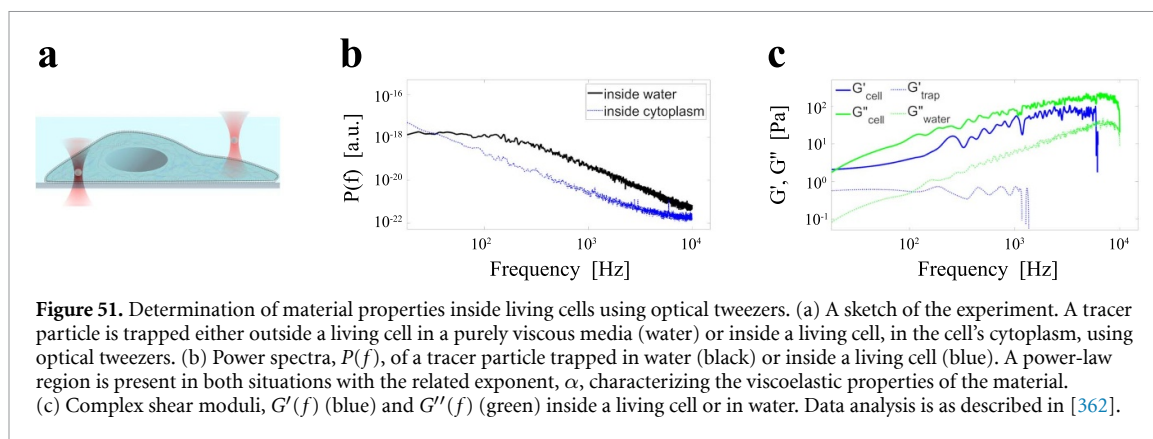 a
b
c
10^-16
10^-18
10^-20
10^-22
P(f) [a.u.]
inside water
inside cytoplasm
10^2
10^3
10^4
Frequency [Hz]
G'cell
G'trap
G''cell
G''water
10^2
10^1
10^0
10^-1
G', G'' [Pa]
10^2
10^3
10^4
Frequency [Hz]
Figure 51. Determination of material properties inside living cells using optical tweezers. (a) A sketch of the experiment. A tracer
particle is trapped either outside a living cell in a purely viscous media (water) or inside a living cell, in the cell's cytoplasm, using
optical tweezers. (b) Power spectra, P(f), of a tracer particle trapped in water (black) or inside a living cell (blue). A power-law
region is present in both situations with the related exponent, α, characterizing the viscoelastic properties of the material.
(c) Complex shear moduli, G′(f) (blue) and G′′(f) (green) inside a living cell or in water. Data analysis is as described in [362].